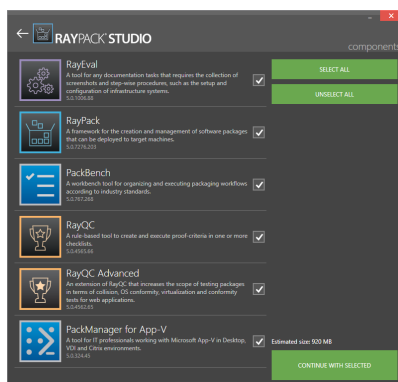 RAYPACK STUDIO
components
RayEval
A tool for any documentation tasks that requires the collection of
screenshots and step-wise procedures, such as the setup and
configuration of infrastructure systems.
SELECT ALL
UNSELECT ALL
RayPack
A framework for the creation and management of software packages
that can be deployed to target machines.
PackBench
A workbench tool for organizing and executing packaging workflows
according to industry standards.
RayQC
A rule-based tool to create and execute proof-criteria in one or more
checklists.
RayQC Advanced
An extension of RayQC that increases the scope of testing packages
in terms of collision, OS conformity, virtualization and conformity
tests for web applications.
PackManager for App-V
A tool for IT professionals working with Microsoft App-V in Desktop,
VDI and Citrix environments.
5.0.324.45
Estimated size: 920 MB
CONTINUE WITH SELECTED